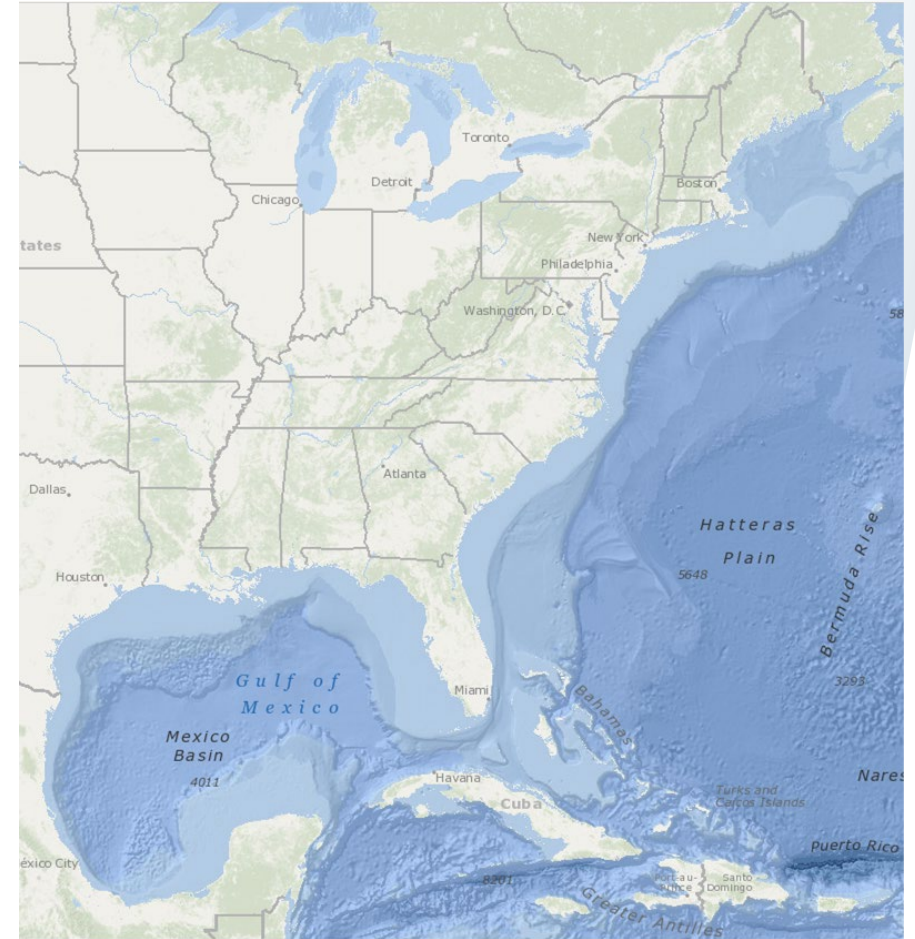 Toronto
Detroit
Boston
Chicago
tates
New York
Philadelphia
Washington, D.C.
58
Atlanta
Dallas
Hatteras
Plain
5648
Houston
Bermuda Rise
Gulf of
Mexico
3293
Miami
Bahamas
Mexico
Basin
4011
Havana
Nares
Turks and
Caicos Islands
Cuba
Puerto Rico
éxico City
8201
Port-au-
Prince
Santo
Domingo
Greater Antilles